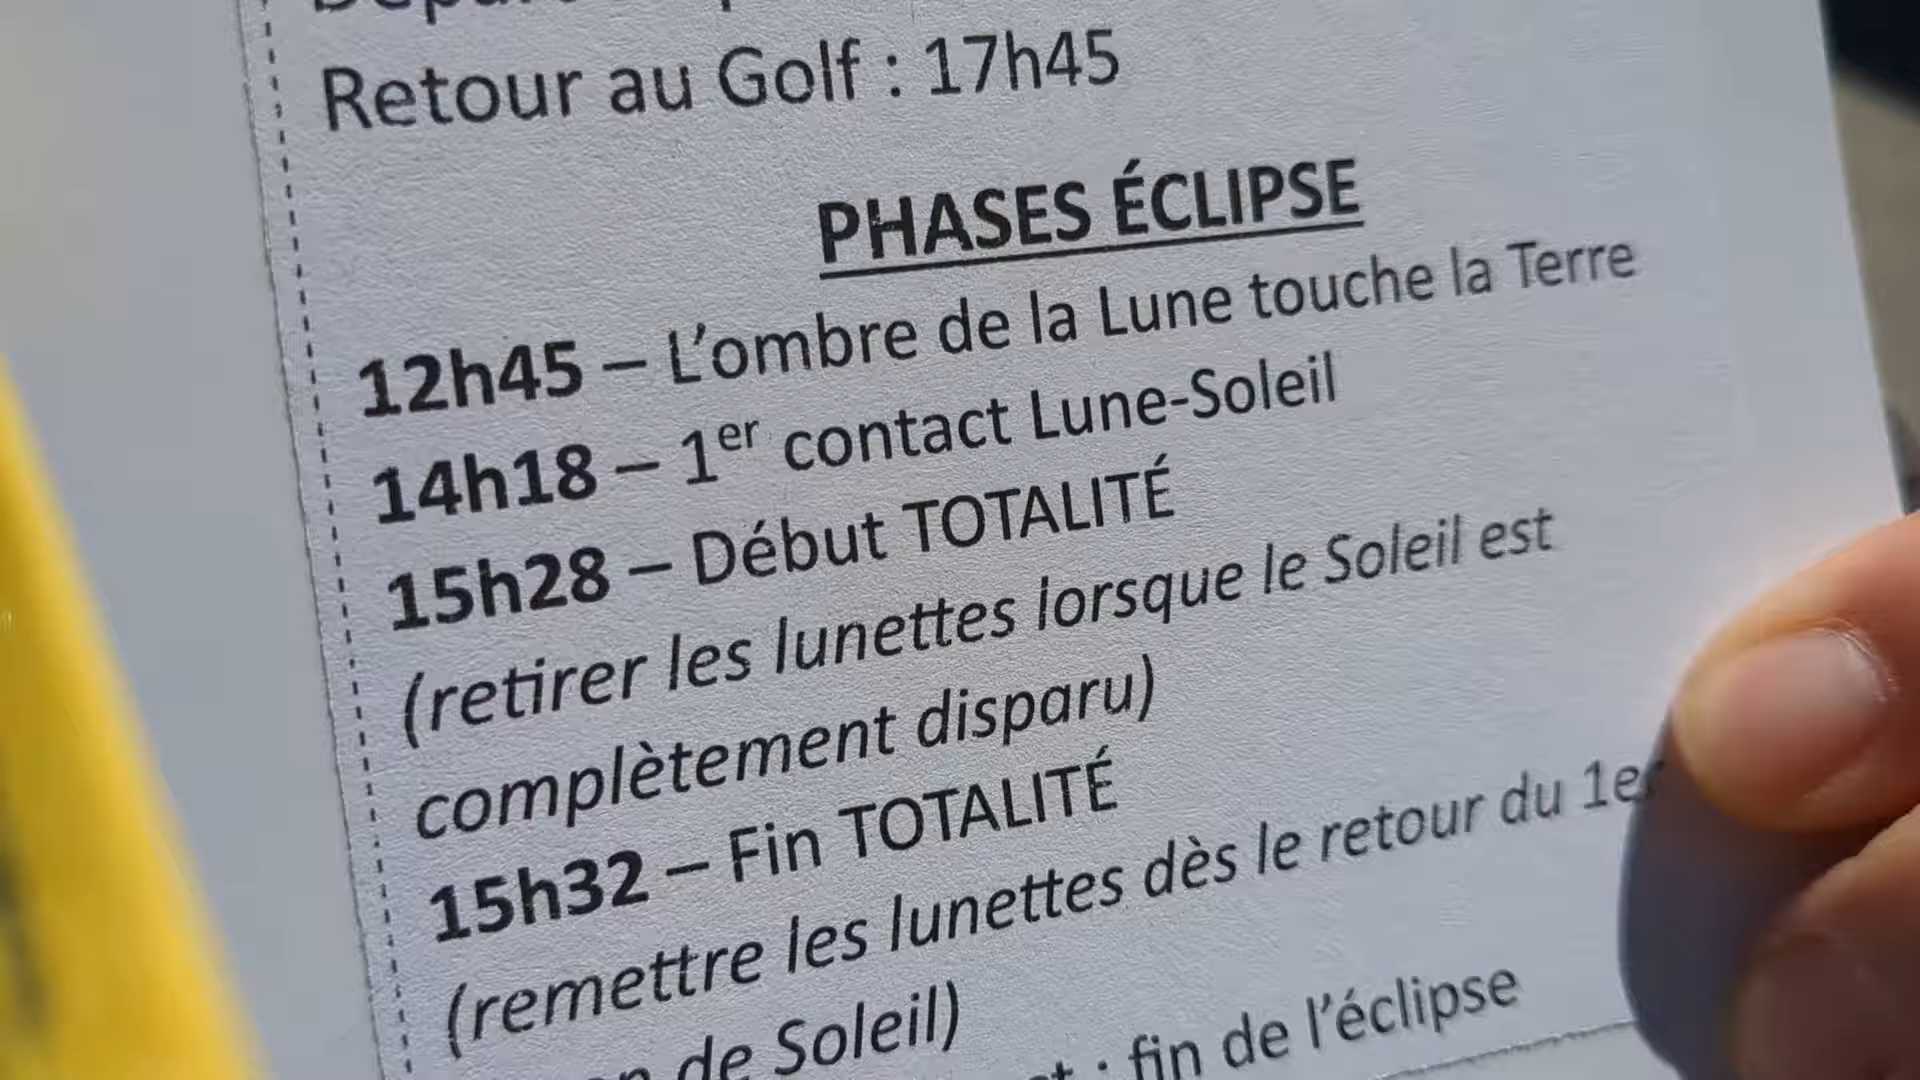 Retour au Golf : 17h45
PHASES ÉCLIPSE
12h45 – L'ombre de la Lune touche la Terre
14h18 – 1er contact Lune-Soleil
15h28 – Début TOTALITÉ
(retirer les lunettes lorsque le Soleil est
complètement disparu)
15h32 – Fin TOTALITÉ
(remettre les lunettes dès le retour du 1er
de Soleil)
: fin de l'éclipse